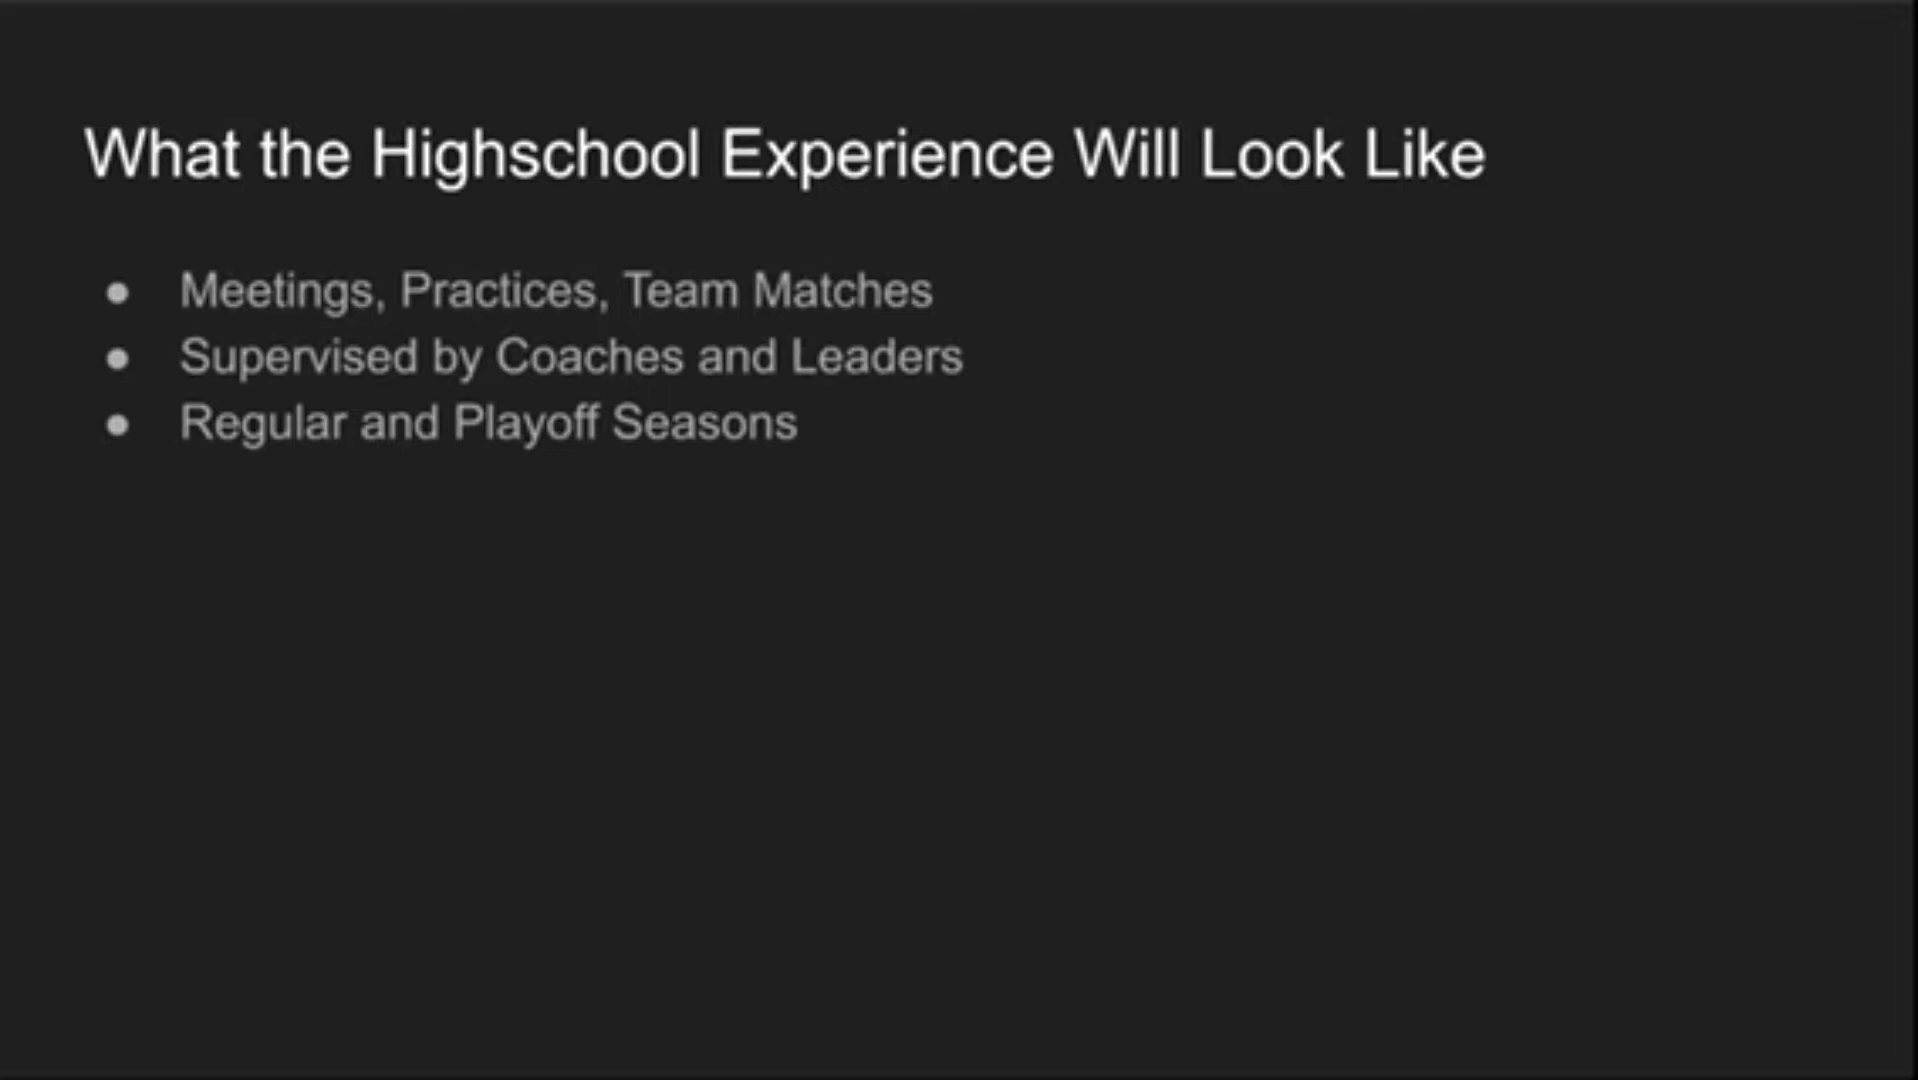 What the Highschool Experience Will Look Like
● Meetings, Practices, Team Matches
● Supervised by Coaches and Leaders
● Regular and Playoff Seasons